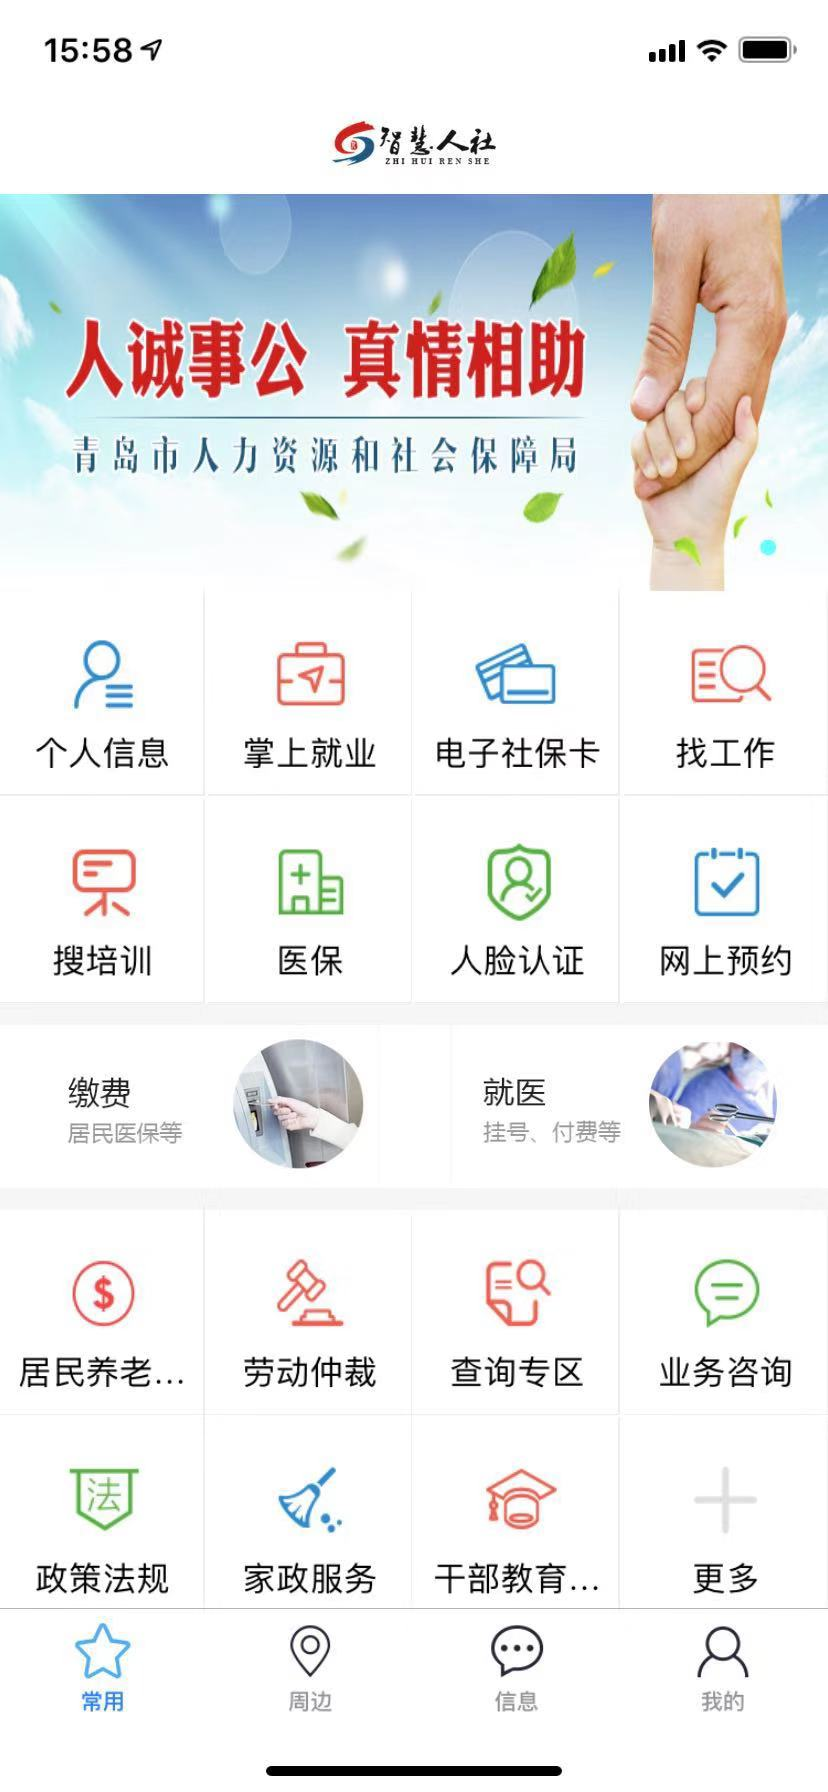 15:58
智慧人社
ZHI HUI REN SHE
人诚事公 真情相助
青岛市人力资源和社会保障局
个人信息
掌上就业
电子社保卡
找工作
搜培训
医保
人脸认证
网上预约
缴费
居民医保等
就医
挂号、付费等
居民养老...
劳动仲裁
查询专区
业务咨询
法
政策法规
家政服务
干部教育...
更多
常用
周边
信息
我的